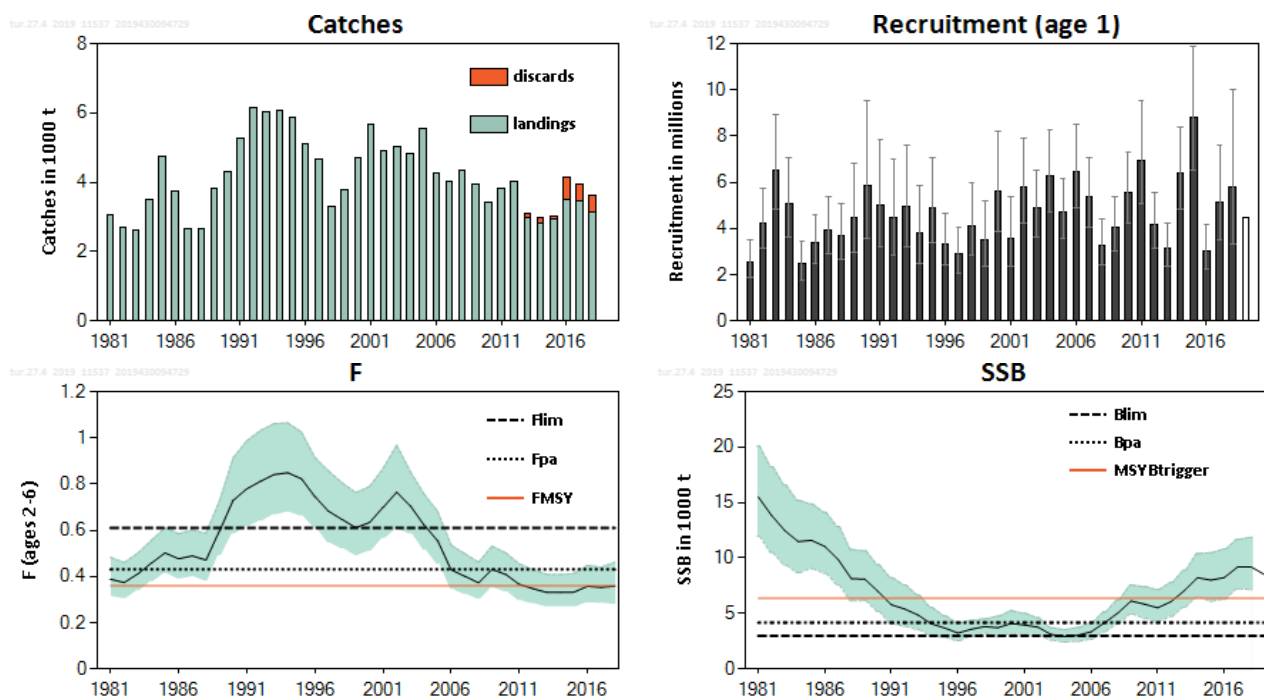 tur.27.4 2019 11537 2019430094729
Catches
8
6
4
2
0
Catches in 1000 t
discards
landings
1981 1986 1991 1996 2001 2006 2011 2016
tur.27.4 2019 11537 2019430094729
Recruitment (age 1)
12
10
8
6
4
2
0
Recruitment in millions
1981 1986 1991 1996 2001 2006 2011 2016
tur.27.4 2019 11537 2019430094729
F
1.2
1
0.8
0.6
0.4
0.2
0
F (ages 2-6)
Flim
Fpa
FMSY
1981 1986 1991 1996 2001 2006 2011 2016
tur.27.4 2019 11537 2019430094729
SSB
25
20
15
10
5
0
SSB in 1000 t
Blim
Bpa
MSYBtrigger
1981 1986 1991 1996 2001 2006 2011 2016